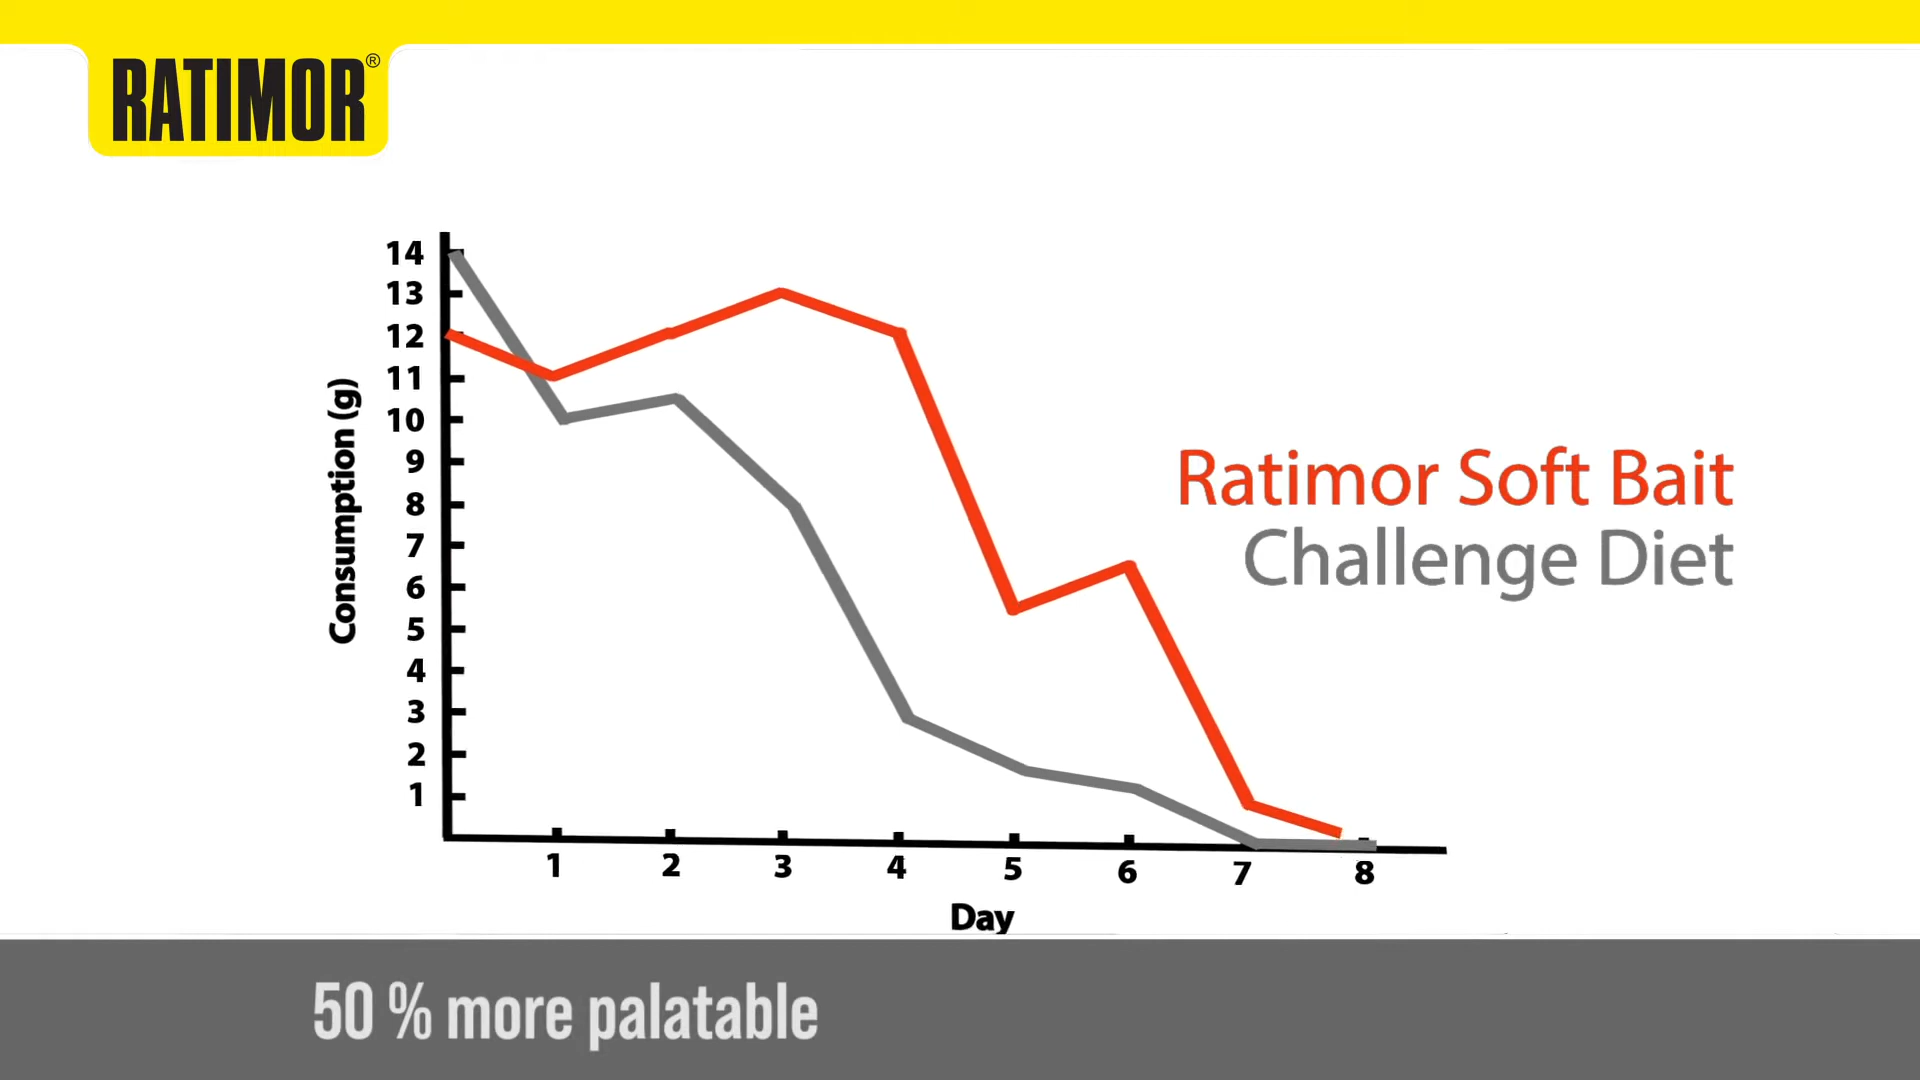 RATIMOR®
14
13
12
11
10
9
8
7
6
5
4
3
2
1
Consumption (g)
1 2 3 4 5 6 7 8
Day
Ratimor Soft Bait
Challenge Diet
50 % more palatable